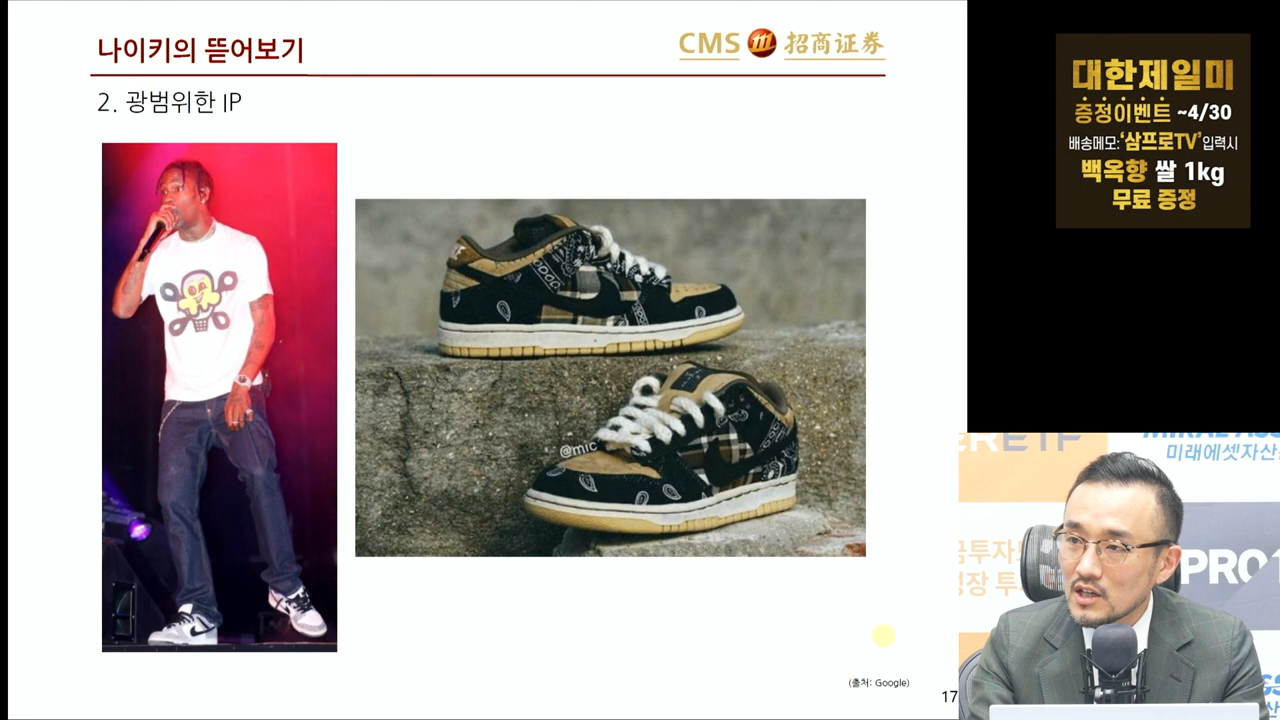 나이키의 뜯어보기
CMS 招商证券
2. 광범위한 IP
@mic
(출처: Google)
17
대한제일미
증정이벤트 ~4/30
배송메모:'삼프로TV'입력시
백옥향 쌀 1kg
무료 증정
미래에셋자산
PRO